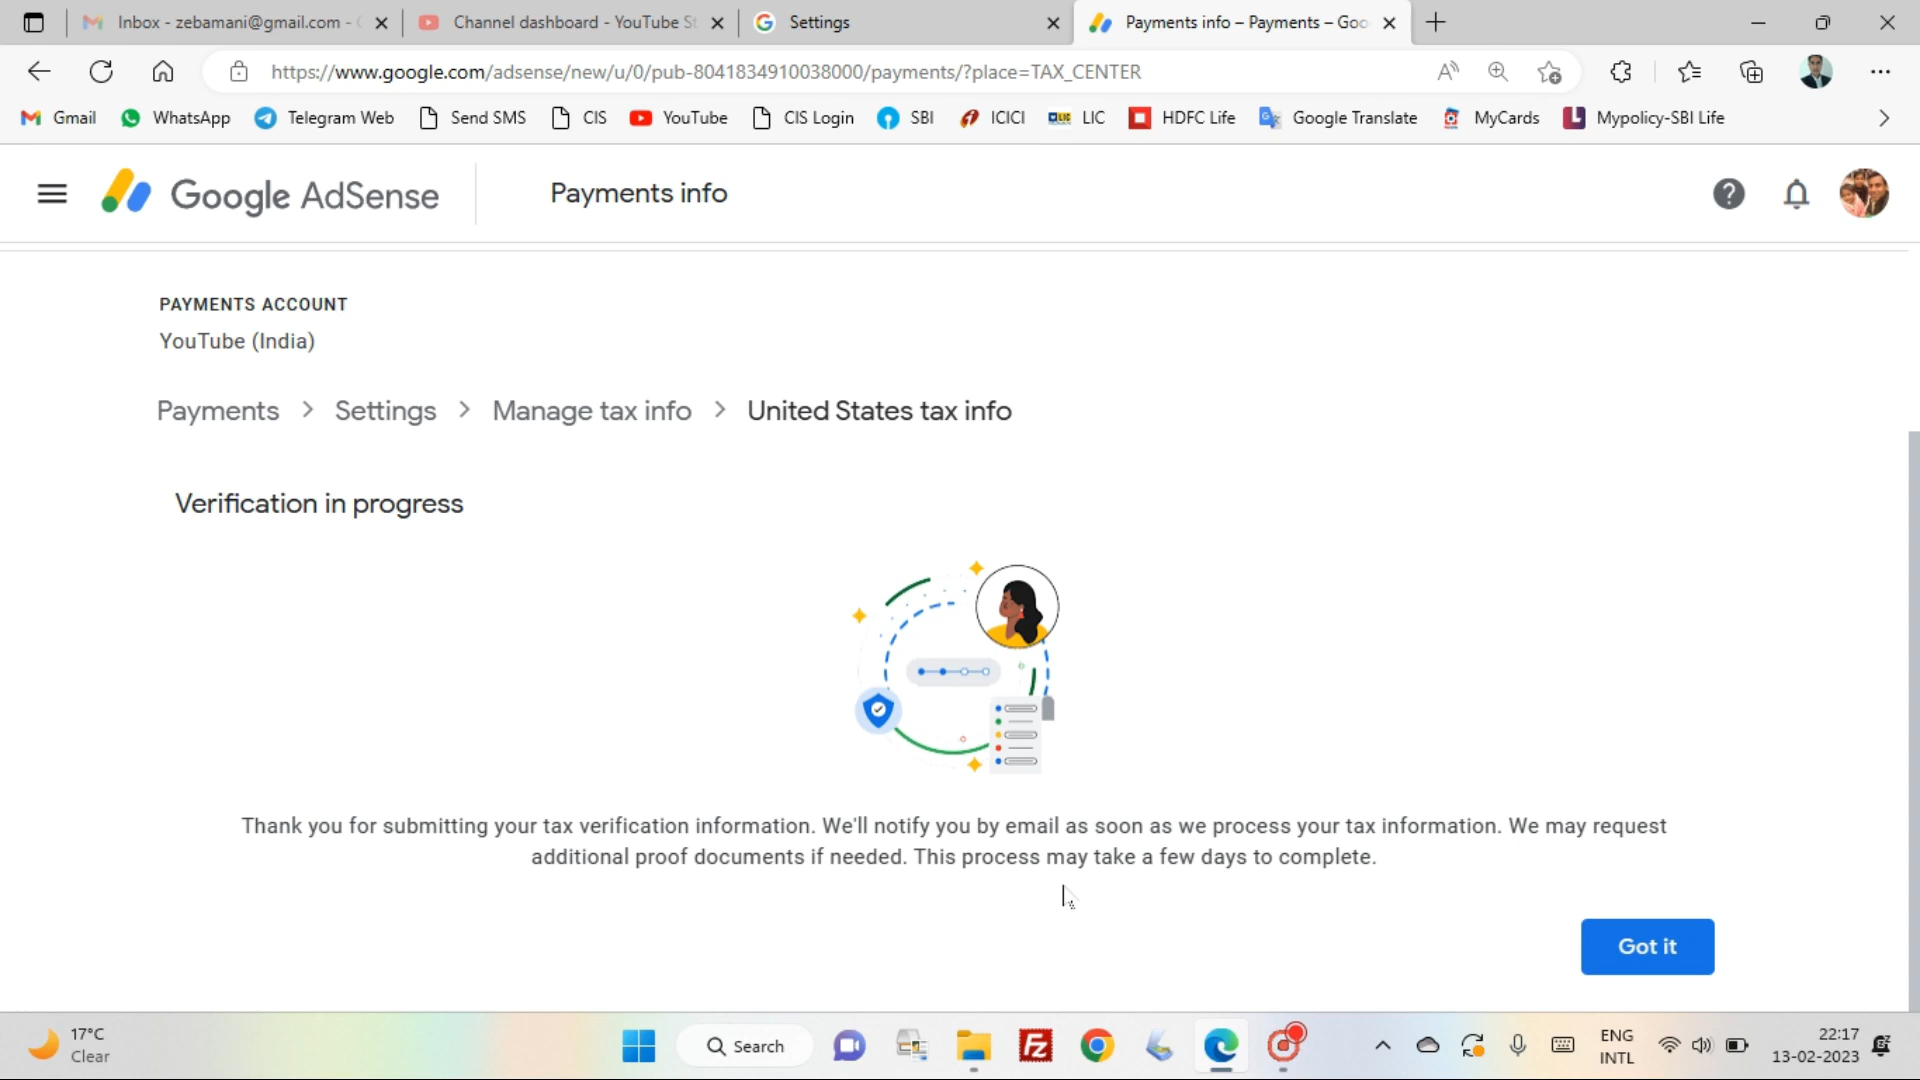 Inbox - zebamani@gmail.com -
Channel dashboard - YouTube St
Settings
Payments info – Payments – Goo
https://www.google.com/adsense/new/u/0/pub-8041834910038000/payments/?place=TAX_CENTER
Gmail
WhatsApp
Telegram Web
Send SMS
CIS
YouTube
CIS Login
SBI
ICICI
LIC
HDFC Life
Google Translate
MyCards
Mypolicy-SBI Life
Google AdSense
Payments info
PAYMENTS ACCOUNT
YouTube (India)
Payments > Settings > Manage tax info > United States tax info
Verification in progress
Thank you for submitting your tax verification information. We'll notify you by email as soon as we process your tax information. We may request
additional proof documents if needed. This process may take a few days to complete.
Got it
17°C
Clear
Search
ENG
INTL
22:17
13-02-2023